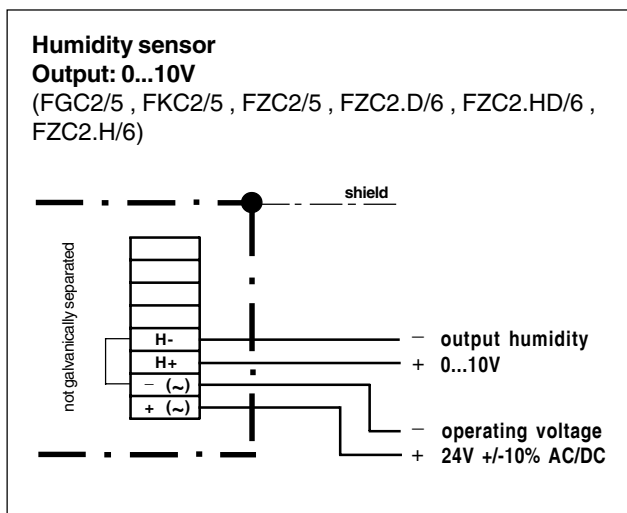 Humidity sensor
Output: 0...10V
(FGC2/5 , FKC2/5 , FZC2/5 , FZC2.D/6 , FZC2.HD/6 ,
FZC2.H/6)
shield
not galvanically separated
H-
H+
− (~)
+ (~)
− output humidity
+ 0...10V
− operating voltage
+ 24V +/-10% AC/DC